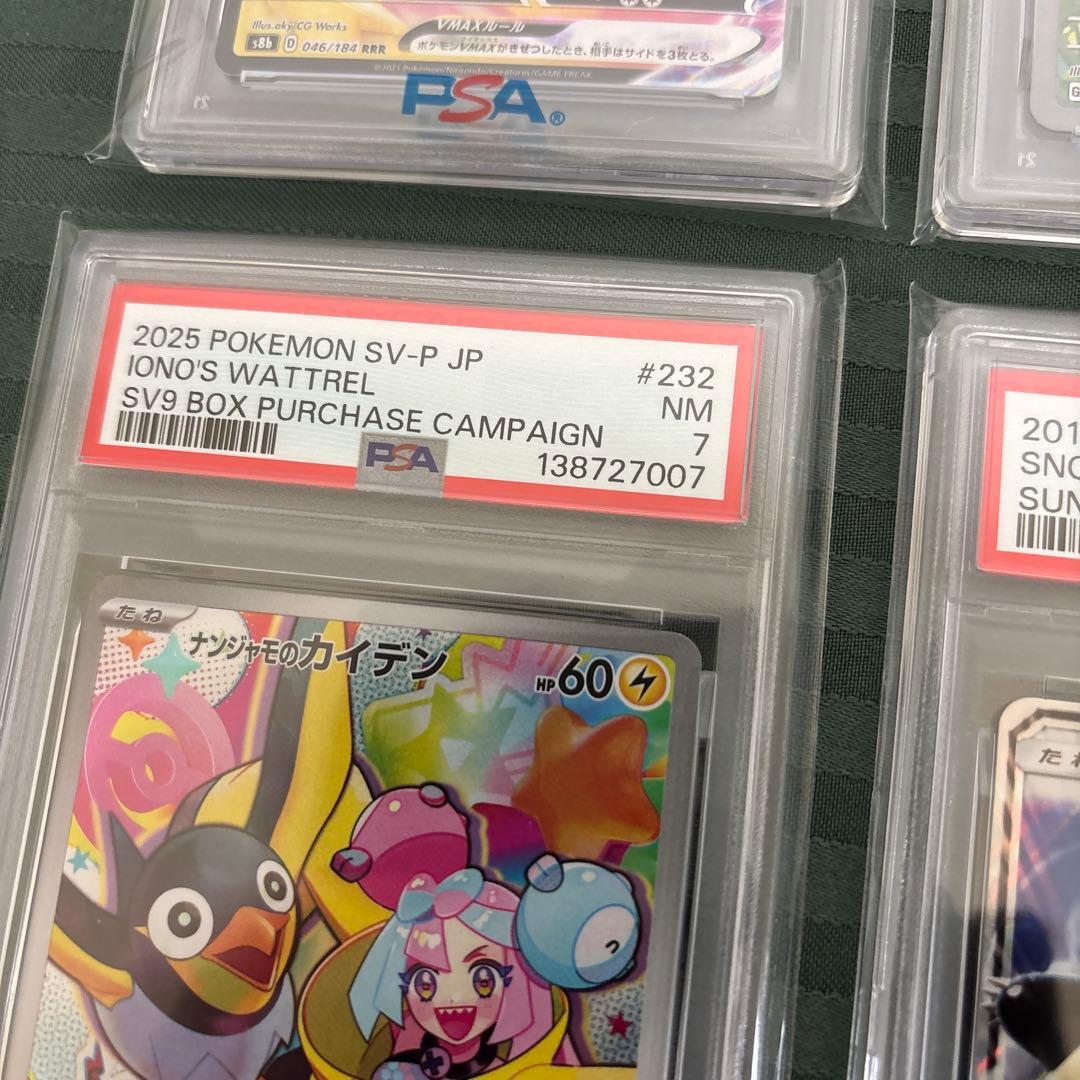 Illus.aky CG Works
s8b D 046/184 RRR
VMAXルール
ポケモンVMAXがきぜつしたとき、相手はサイドを3枚とる。
©2021 Pokémon/Nintendo/Creatures/GAME FREAK
PSA®
21
21
2025 POKEMON SV-P JP
IONO'S WATTREL
SV9 BOX PURCHASE CAMPAIGN
#232
NM
7
138727007
PSA
たね
ナンジャモのカイデン
HP60
201
SNO
SUN
たね